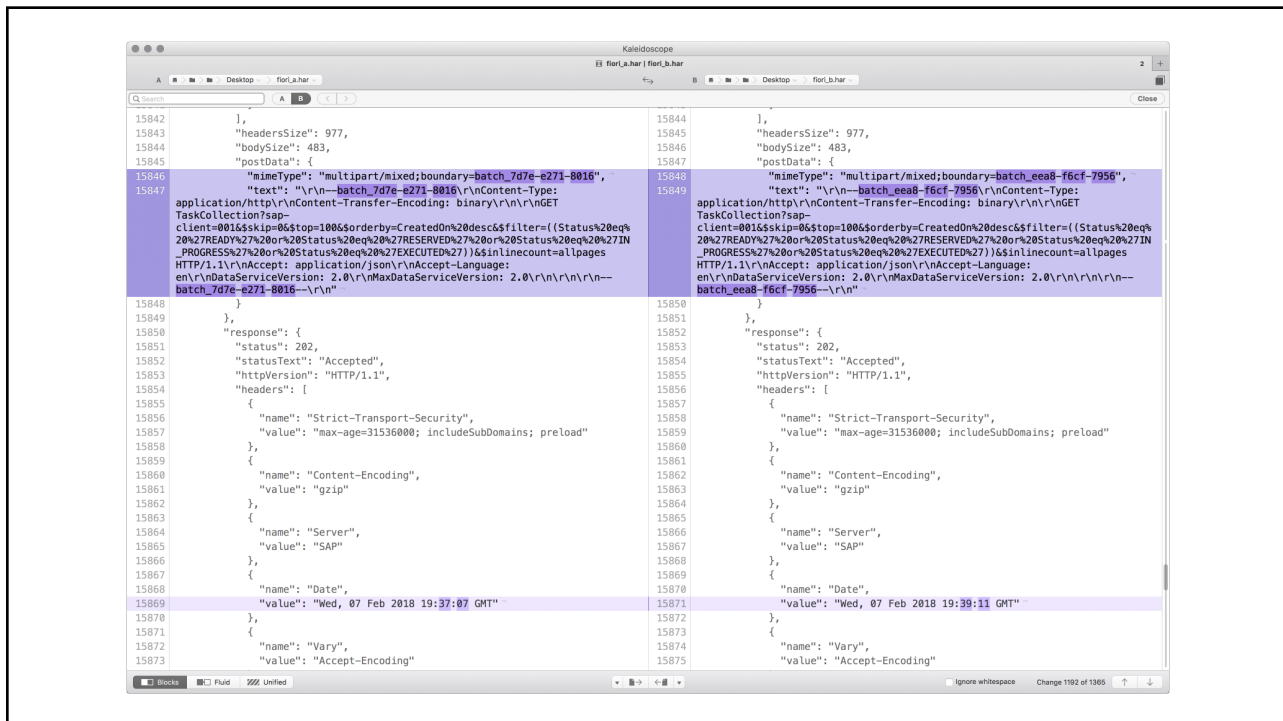 Kaleidoscope
fiori_a.har | fiori_b.har
2 +
A Desktop fiori_a.har
B Desktop fiori_b.har
Search A B Close
15842 ],
15843 "headersSize": 977,
15844 "bodySize": 483,
15845 "postData": {
15846 "mimeType": "multipart/mixed;boundary=batch_7d7e-e271-8016",
15847 "text": "\r\n--batch_7d7e-e271-8016\r\nContent-Type:
application/http\r\nContent-Transfer-Encoding: binary\r\n\r\nGET
TaskCollection?sap-
client=001&$skip=0&$top=100&$orderby=CreatedOn%20desc&$filter=((Status%20eq%
20%27READY%27%20or%20Status%20eq%20%27RESERVED%27%20or%20Status%20eq%20%27IN
_PROGRESS%27%20or%20Status%20eq%20%27EXECUTED%27))&$inlinecount=allpages
HTTP/1.1\r\nAccept: application/json\r\nAccept-Language:
en\r\nDataServiceVersion: 2.0\r\nMaxDataServiceVersion: 2.0\r\n\r\n\r\n--
batch_7d7e-e271-8016--\r\n"
15848 }
15849 },
15850 "response": {
15851 "status": 202,
15852 "statusText": "Accepted",
15853 "httpVersion": "HTTP/1.1",
15854 "headers": [
15855 {
15856 "name": "Strict-Transport-Security",
15857 "value": "max-age=31536000; includeSubDomains; preload"
15858 },
15859 {
15860 "name": "Content-Encoding",
15861 "value": "gzip"
15862 },
15863 {
15864 "name": "Server",
15865 "value": "SAP"
15866 },
15867 {
15868 "name": "Date",
15869 "value": "Wed, 07 Feb 2018 19:37:07 GMT"
15870 },
15871 {
15872 "name": "Vary",
15873 "value": "Accept-Encoding"
15844 ],
15845 "headersSize": 977,
15846 "bodySize": 483,
15847 "postData": {
15848 "mimeType": "multipart/mixed;boundary=batch_eea8-f6cf-7956",
15849 "text": "\r\n--batch_eea8-f6cf-7956\r\nContent-Type:
application/http\r\nContent-Transfer-Encoding: binary\r\n\r\nGET
TaskCollection?sap-
client=001&$skip=0&$top=100&$orderby=CreatedOn%20desc&$filter=((Status%20eq%
20%27READY%27%20or%20Status%20eq%20%27RESERVED%27%20or%20Status%20eq%20%27IN
_PROGRESS%27%20or%20Status%20eq%20%27EXECUTED%27))&$inlinecount=allpages
HTTP/1.1\r\nAccept: application/json\r\nAccept-Language:
en\r\nDataServiceVersion: 2.0\r\nMaxDataServiceVersion: 2.0\r\n\r\n\r\n--
batch_eea8-f6cf-7956--\r\n"
15850 }
15851 },
15852 "response": {
15853 "status": 202,
15854 "statusText": "Accepted",
15855 "httpVersion": "HTTP/1.1",
15856 "headers": [
15857 {
15858 "name": "Strict-Transport-Security",
15859 "value": "max-age=31536000; includeSubDomains; preload"
15860 },
15861 {
15862 "name": "Content-Encoding",
15863 "value": "gzip"
15864 },
15865 {
15866 "name": "Server",
15867 "value": "SAP"
15868 },
15869 {
15870 "name": "Date",
15871 "value": "Wed, 07 Feb 2018 19:39:11 GMT"
15872 },
15873 {
15874 "name": "Vary",
15875 "value": "Accept-Encoding"
Blocks Fluid Unified
Ignore whitespace Change 1192 of 1365